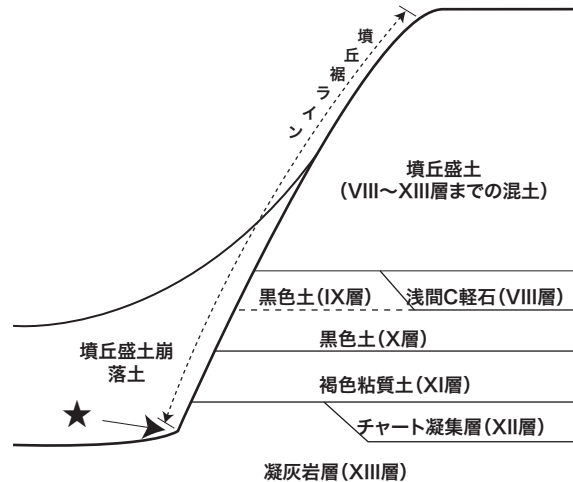 墳丘裾ライン
墳丘盛土
(VIII〜XIII層までの混土)
黒色土(IX層)
浅間C軽石(VIII層)
黒色土(X層)
墳丘盛土崩
落土
褐色粘質土(XI層)
★
チャート凝集層(XII層)
凝灰岩層(XIII層)